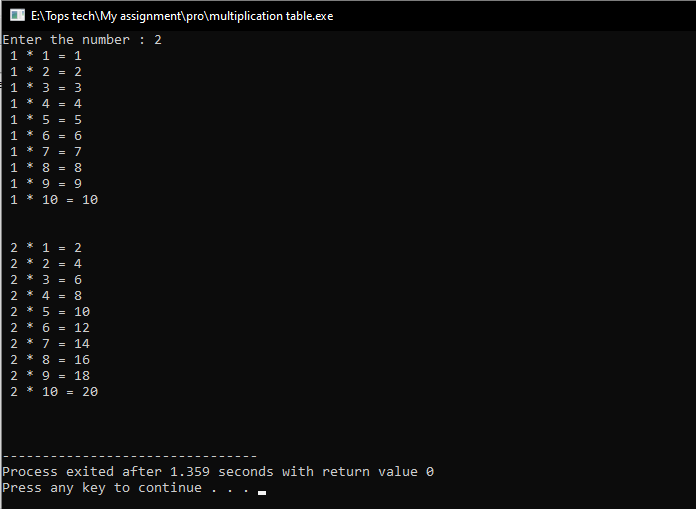 E:\Tops tech\My assignment\pro\multiplication table.exe
Enter the number : 2
1 * 1 = 1
1 * 2 = 2
1 * 3 = 3
1 * 4 = 4
1 * 5 = 5
1 * 6 = 6
1 * 7 = 7
1 * 8 = 8
1 * 9 = 9
1 * 10 = 10
2 * 1 = 2
2 * 2 = 4
2 * 3 = 6
2 * 4 = 8
2 * 5 = 10
2 * 6 = 12
2 * 7 = 14
2 * 8 = 16
2 * 9 = 18
2 * 10 = 20
--------------------------------
Process exited after 1.359 seconds with return value 0
Press any key to continue . . .